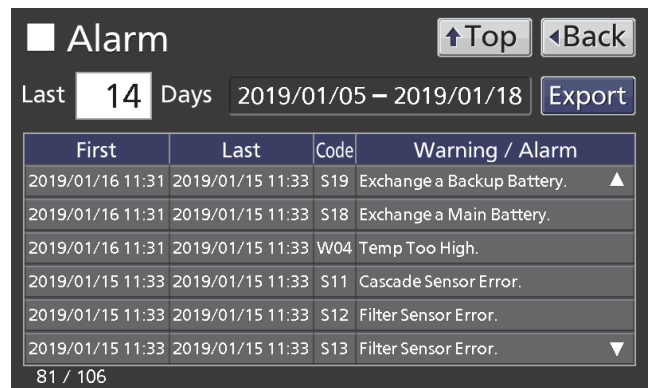 Alarm
Top
Back
Last 14 Days 2019/01/05 – 2019/01/18 Export
First Last Code Warning / Alarm
2019/01/16 11:31 2019/01/15 11:33 S19 Exchange a Backup Battery.
2019/01/16 11:31 2019/01/15 11:33 S18 Exchange a Main Battery.
2019/01/16 11:31 2019/01/15 11:33 W04 Temp Too High.
2019/01/15 11:33 2019/01/15 11:33 S11 Cascade Sensor Error.
2019/01/15 11:33 2019/01/15 11:33 S12 Filter Sensor Error.
2019/01/15 11:33 2019/01/15 11:33 S13 Filter Sensor Error.
81 / 106